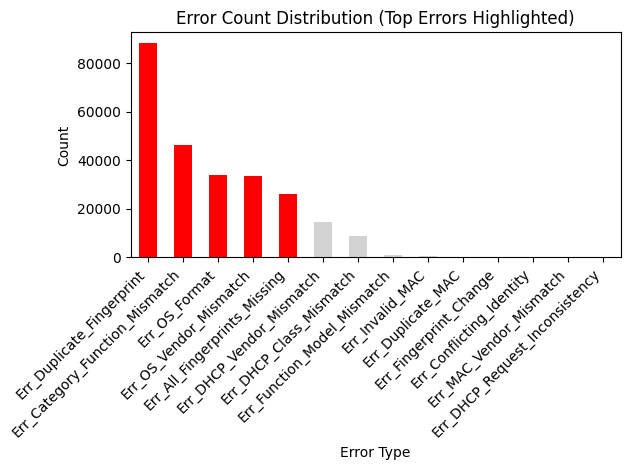 Error Count Distribution (Top Errors Highlighted)
Count
80000
60000
40000
20000
0
Err_Duplicate_Fingerprint
Err_Category_Function_Mismatch
Err_OS_Format
Err_OS_Vendor_Mismatch
Err_All_Fingerprints_Missing
Err_DHCP_Vendor_Mismatch
Err_DHCP_Class_Mismatch
Err_Function_Model_Mismatch
Err_Invalid_MAC
Err_Duplicate_MAC
Err_Fingerprint_Change
Err_Conflicting_Identity
Err_MAC_Vendor_Mismatch
Err_DHCP_Request_Inconsistency
Error Type